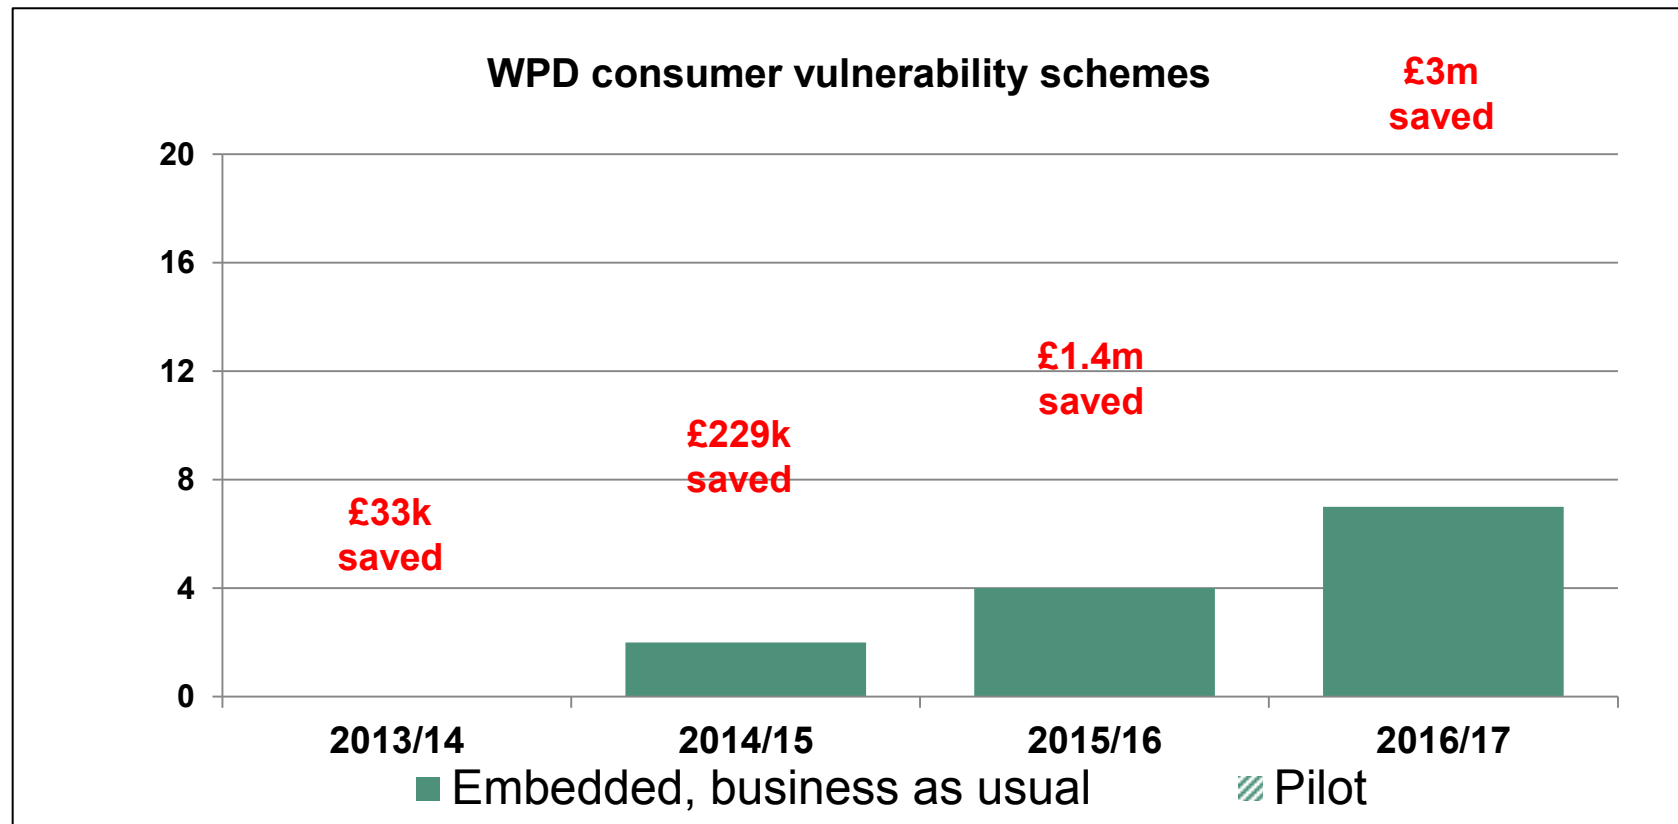 WPD consumer vulnerability schemes
£3m
saved
20
16
12
8
4
0
£1.4m
saved
£229k
saved
£33k
saved
2013/14 2014/15 2015/16 2016/17
Embedded, business as usual Pilot